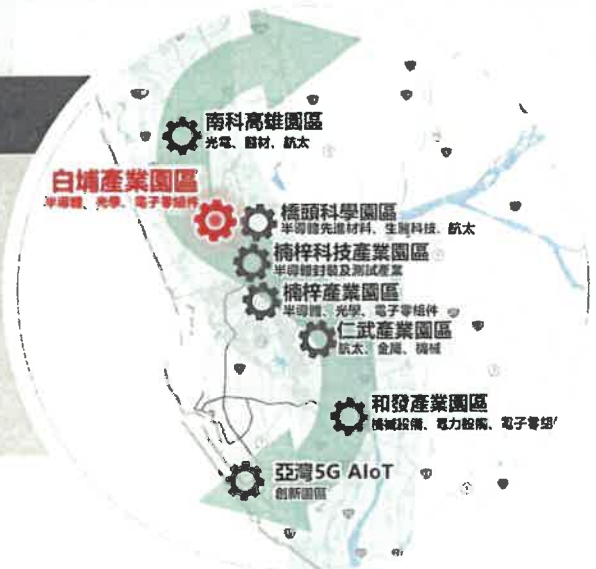 南科高雄園區
光電、醫材、航太
白埔產業園區
半導體、光學、電子零組件
橋頭科學園區
半導體先進材料、生醫科技、航太
楠梓科技產業園區
半導體封裝及測試產業
楠梓產業園區
半導體、光學、電子零組件
仁武產業園區
航太、金屬、機械
和發產業園區
機械設備、電力設備、電子零組
亞灣5G AIoT
創新園區